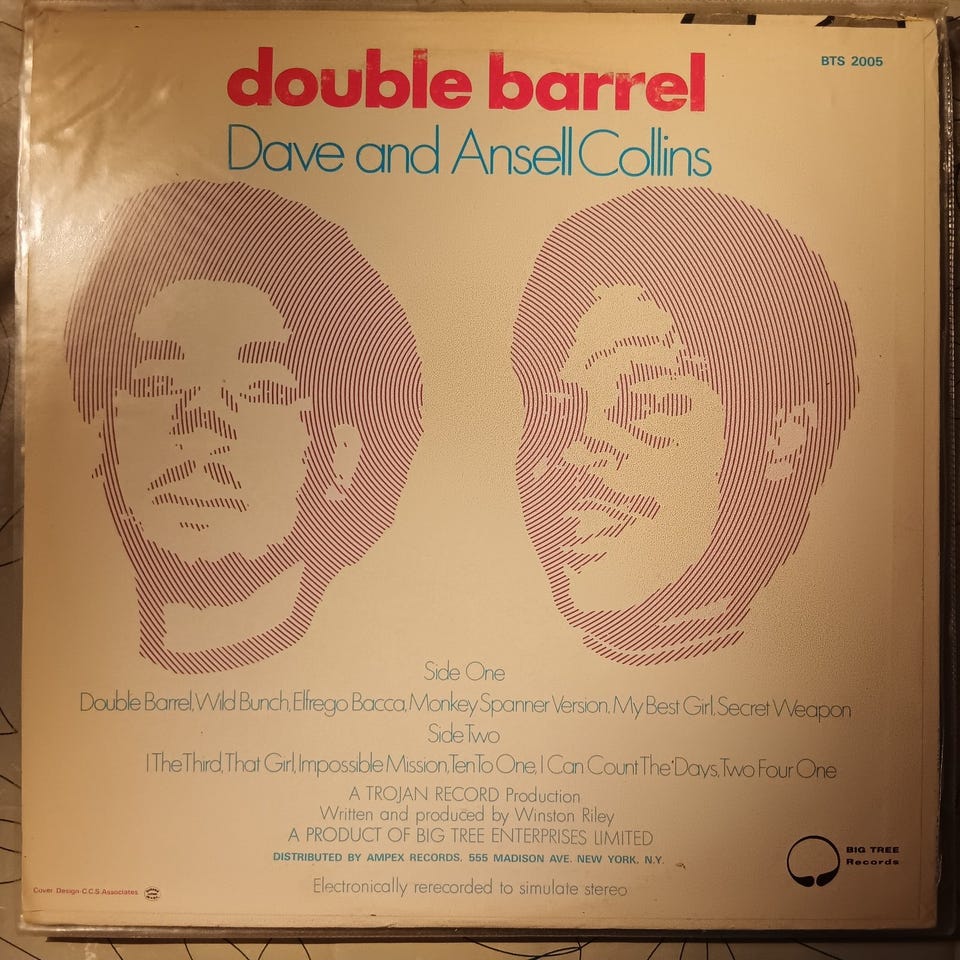 BTS 2005
double barrel
Dave and Ansell Collins
Side One
Double Barrel, Wild Bunch, Elfrego Bacca, Monkey Spanner Version. My Best Girl, Secret Weapon
Side Two
I The Third, That Girl, Impossible Mission, Ten To One, I Can Count The Days, Two Four One
A TROJAN RECORD Production
Written and produced by Winston Riley
A PRODUCT OF BIG TREE ENTERPRISES LIMITED
DISTRIBUTED BY AMPEX RECORDS. 555 MADISON AVE. NEW YORK. N.Y.
Electronically rerecorded to simulate stereo
BIG TREE
Records
Cover Design-C.C.S Associates